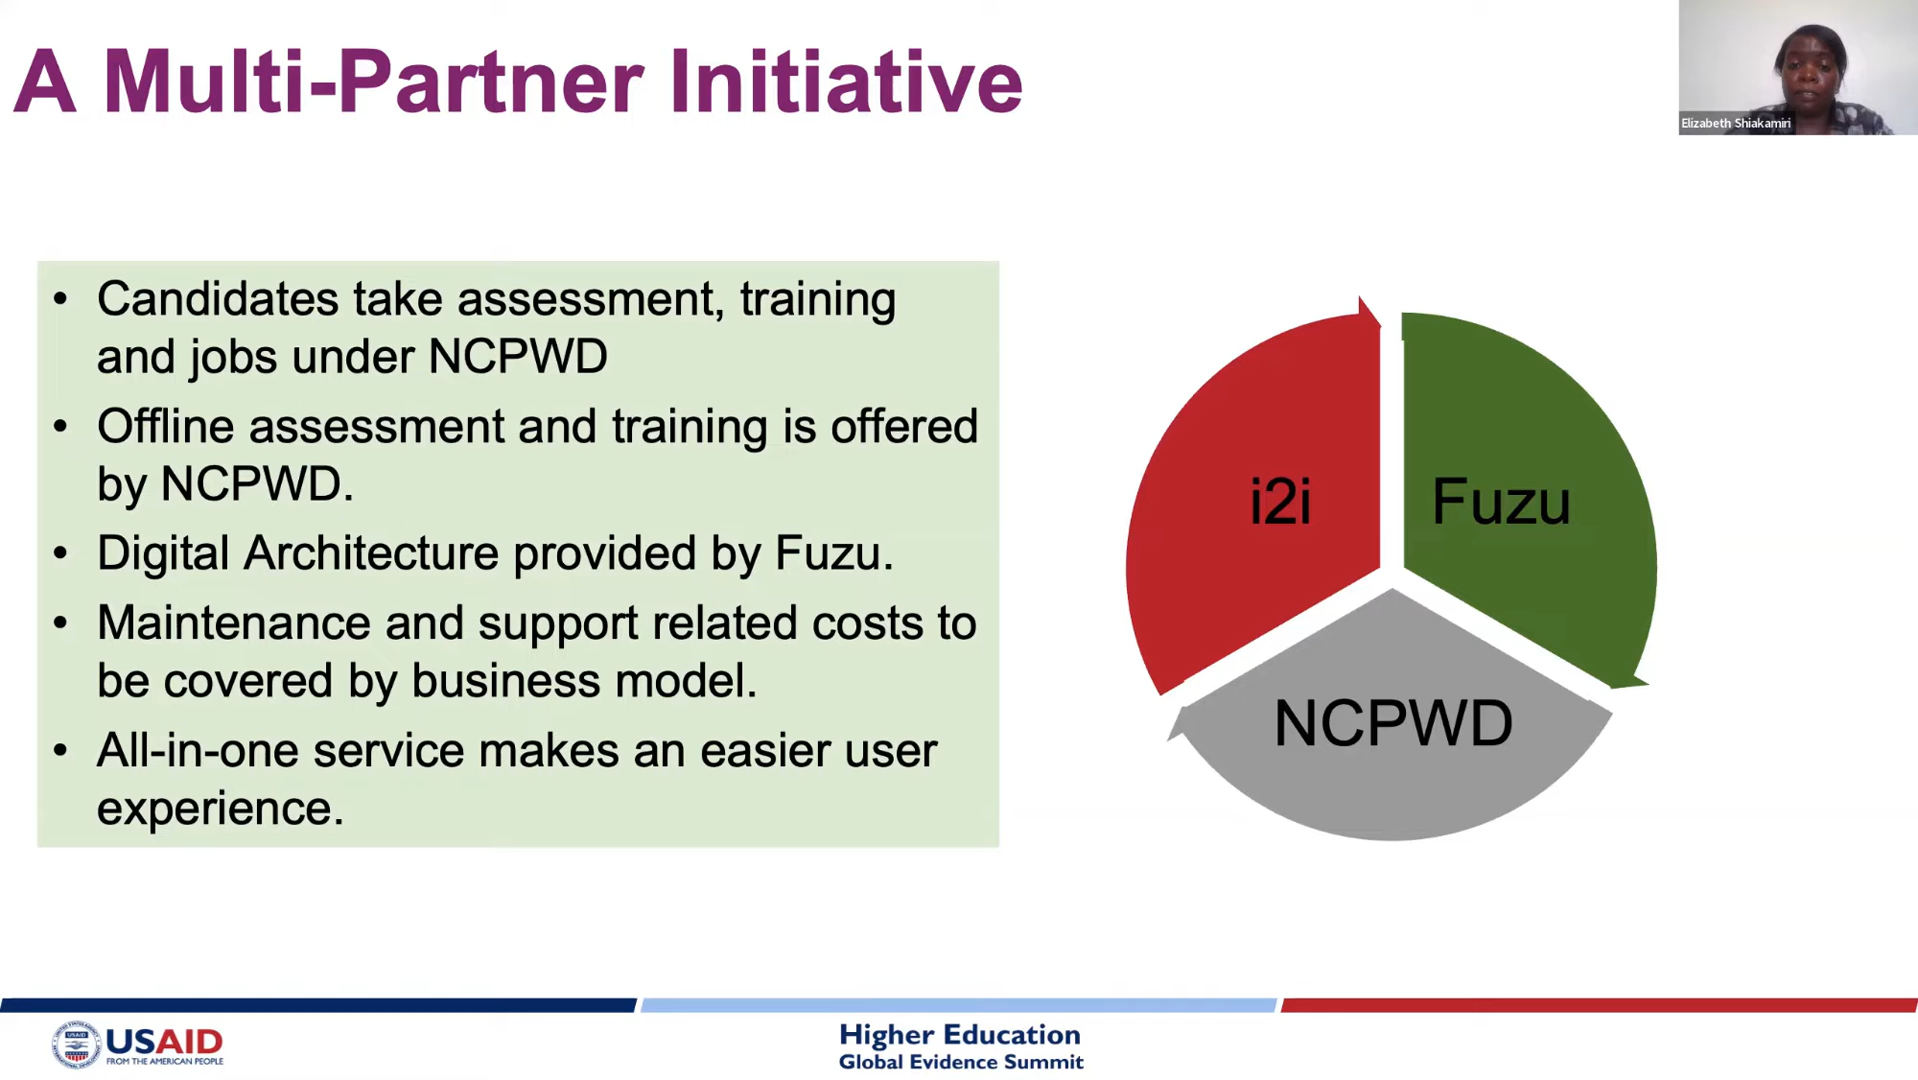 A Multi-Partner Initiative
Elizabeth Shiakamiri
• Candidates take assessment, training
and jobs under NCPWD
• Offline assessment and training is offered
by NCPWD.
• Digital Architecture provided by Fuzu.
• Maintenance and support related costs to
be covered by business model.
• All-in-one service makes an easier user
experience.
i2i
Fuzu
NCPWD
USAID
FROM THE AMERICAN PEOPLE
Higher Education
Global Evidence Summit